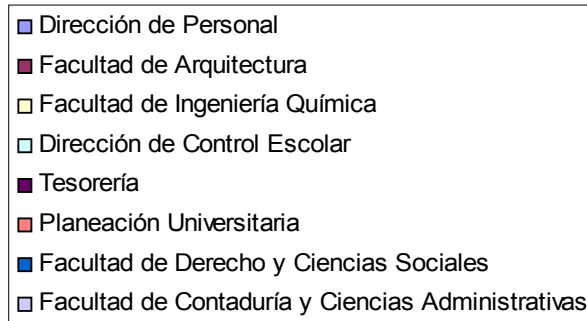 Dirección de Personal
Facultad de Arquitectura
Facultad de Ingeniería Química
Dirección de Control Escolar
Tesorería
Planeación Universitaria
Facultad de Derecho y Ciencias Sociales
Facultad de Contaduría y Ciencias Administrativas